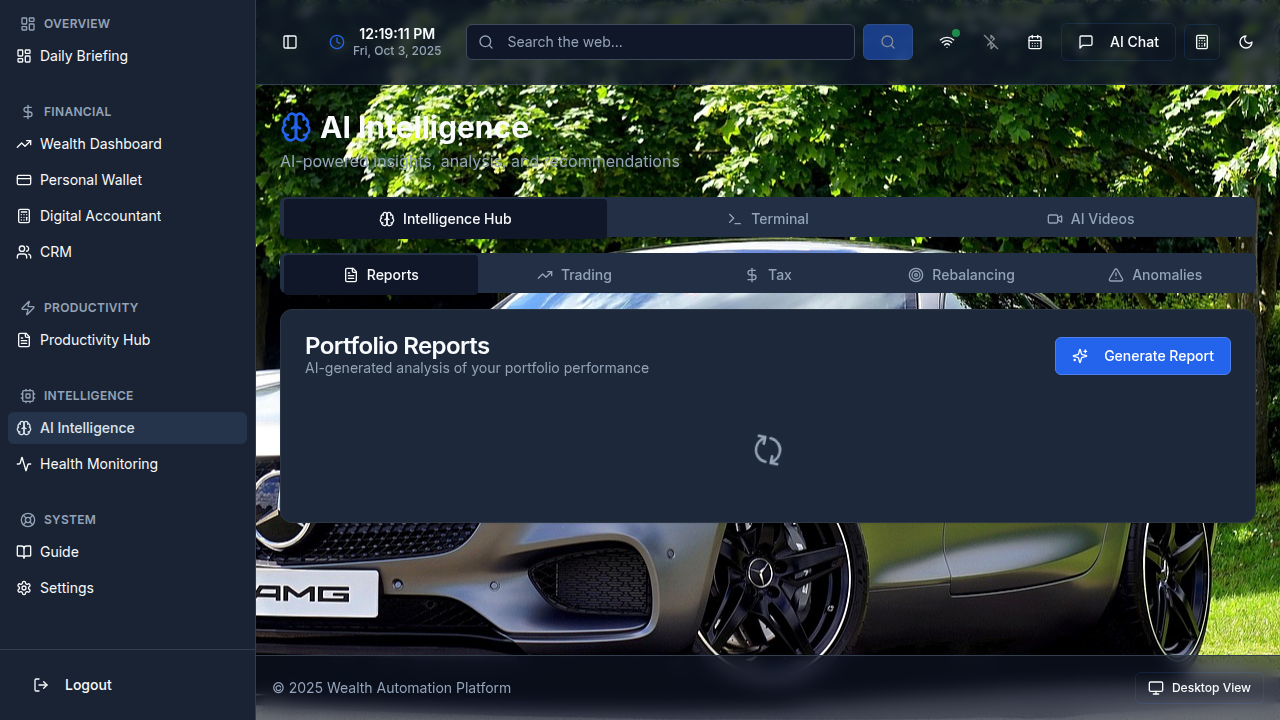 OVERVIEW
Daily Briefing
FINANCIAL
Wealth Dashboard
Personal Wallet
Digital Accountant
CRM
PRODUCTIVITY
Productivity Hub
INTELLIGENCE
AI Intelligence
Health Monitoring
SYSTEM
Guide
Settings
Logout
12:19:11 PM
Fri, Oct 3, 2025
Search the web...
AI Chat
AI Intelligence
AI-powered insights, analysis, and recommendations
Intelligence Hub
Terminal
AI Videos
Reports
Trading
Tax
Rebalancing
Anomalies
Portfolio Reports
AI-generated analysis of your portfolio performance
Generate Report
AMG
© 2025 Wealth Automation Platform
Desktop View